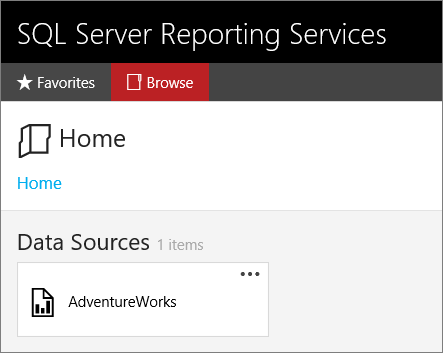 SQL Server Reporting Services
Favorites Browse
Home
Home
Data Sources 1 items
AdventureWorks